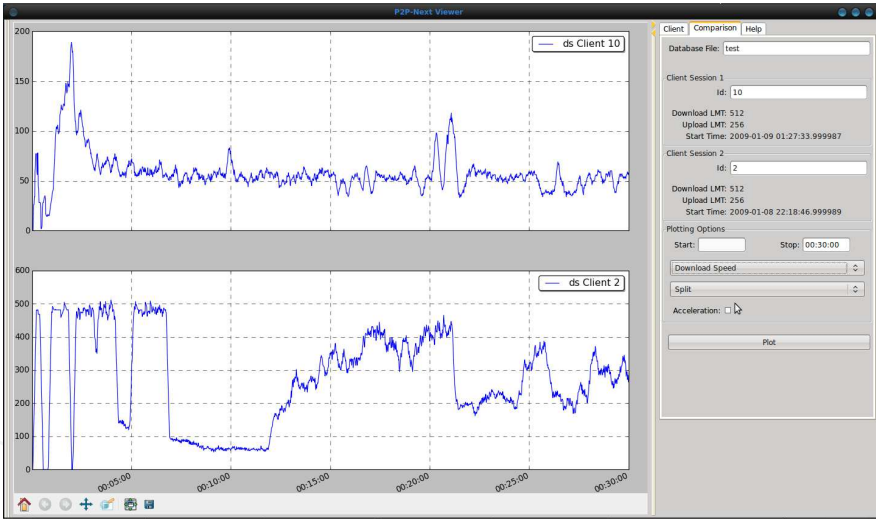 P2P-Next Viewer
200
150
100
50
0
ds Client 10
600
500
400
300
200
100
0
ds Client 2
00:05:00
00:10:00
00:15:00
00:20:00
00:25:00
00:30:00
Client Comparison Help
Database File: test
Client Session 1
Id: 10
Download LMT: 512
Upload LMT: 256
Start Time: 2009-01-09 01:27:33.999987
Client Session 2
Id: 2
Download LMT: 512
Upload LMT: 256
Start Time: 2009-01-08 22:18:46.999989
Plotting Options
Start: Stop: 00:30:00
Download Speed
Split
Acceleration:
Plot